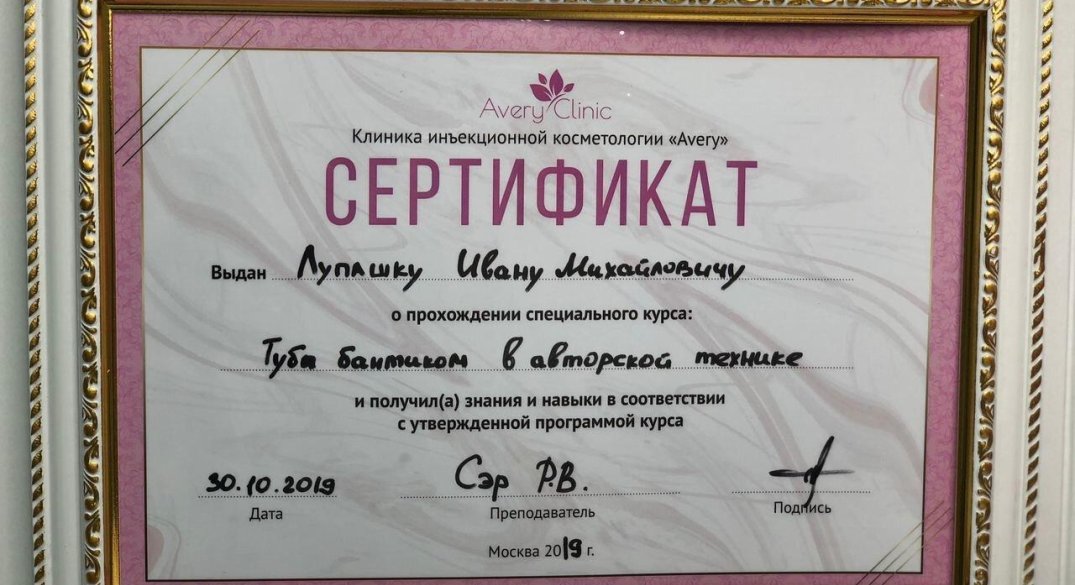 Avery Clinic
Клиника инъекционной косметологии «Avery»
СЕРТИФИКАТ
Выдан Лупашку Ивану Михайловичу
о прохождении специального курса:
Губы бантиком в авторской технике
и получил(а) знания и навыки в соответствии
с утвержденной программой курса
30.10.2019 Сэр Р.В.
Дата Преподаватель Подпись
Москва 2019 г.